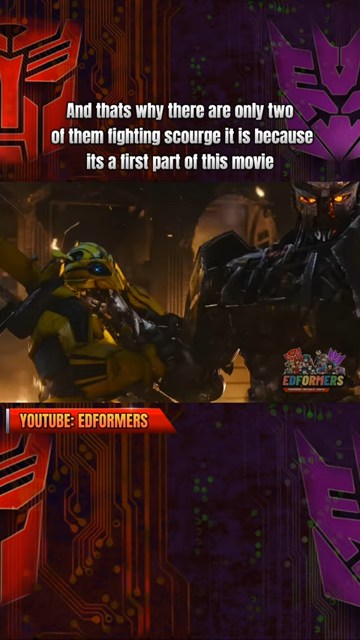 And thats why there are only two
of them fighting scourge it is because
its a first part of this movie
EDFORMERS
YOUTUBE: EDFORMERS